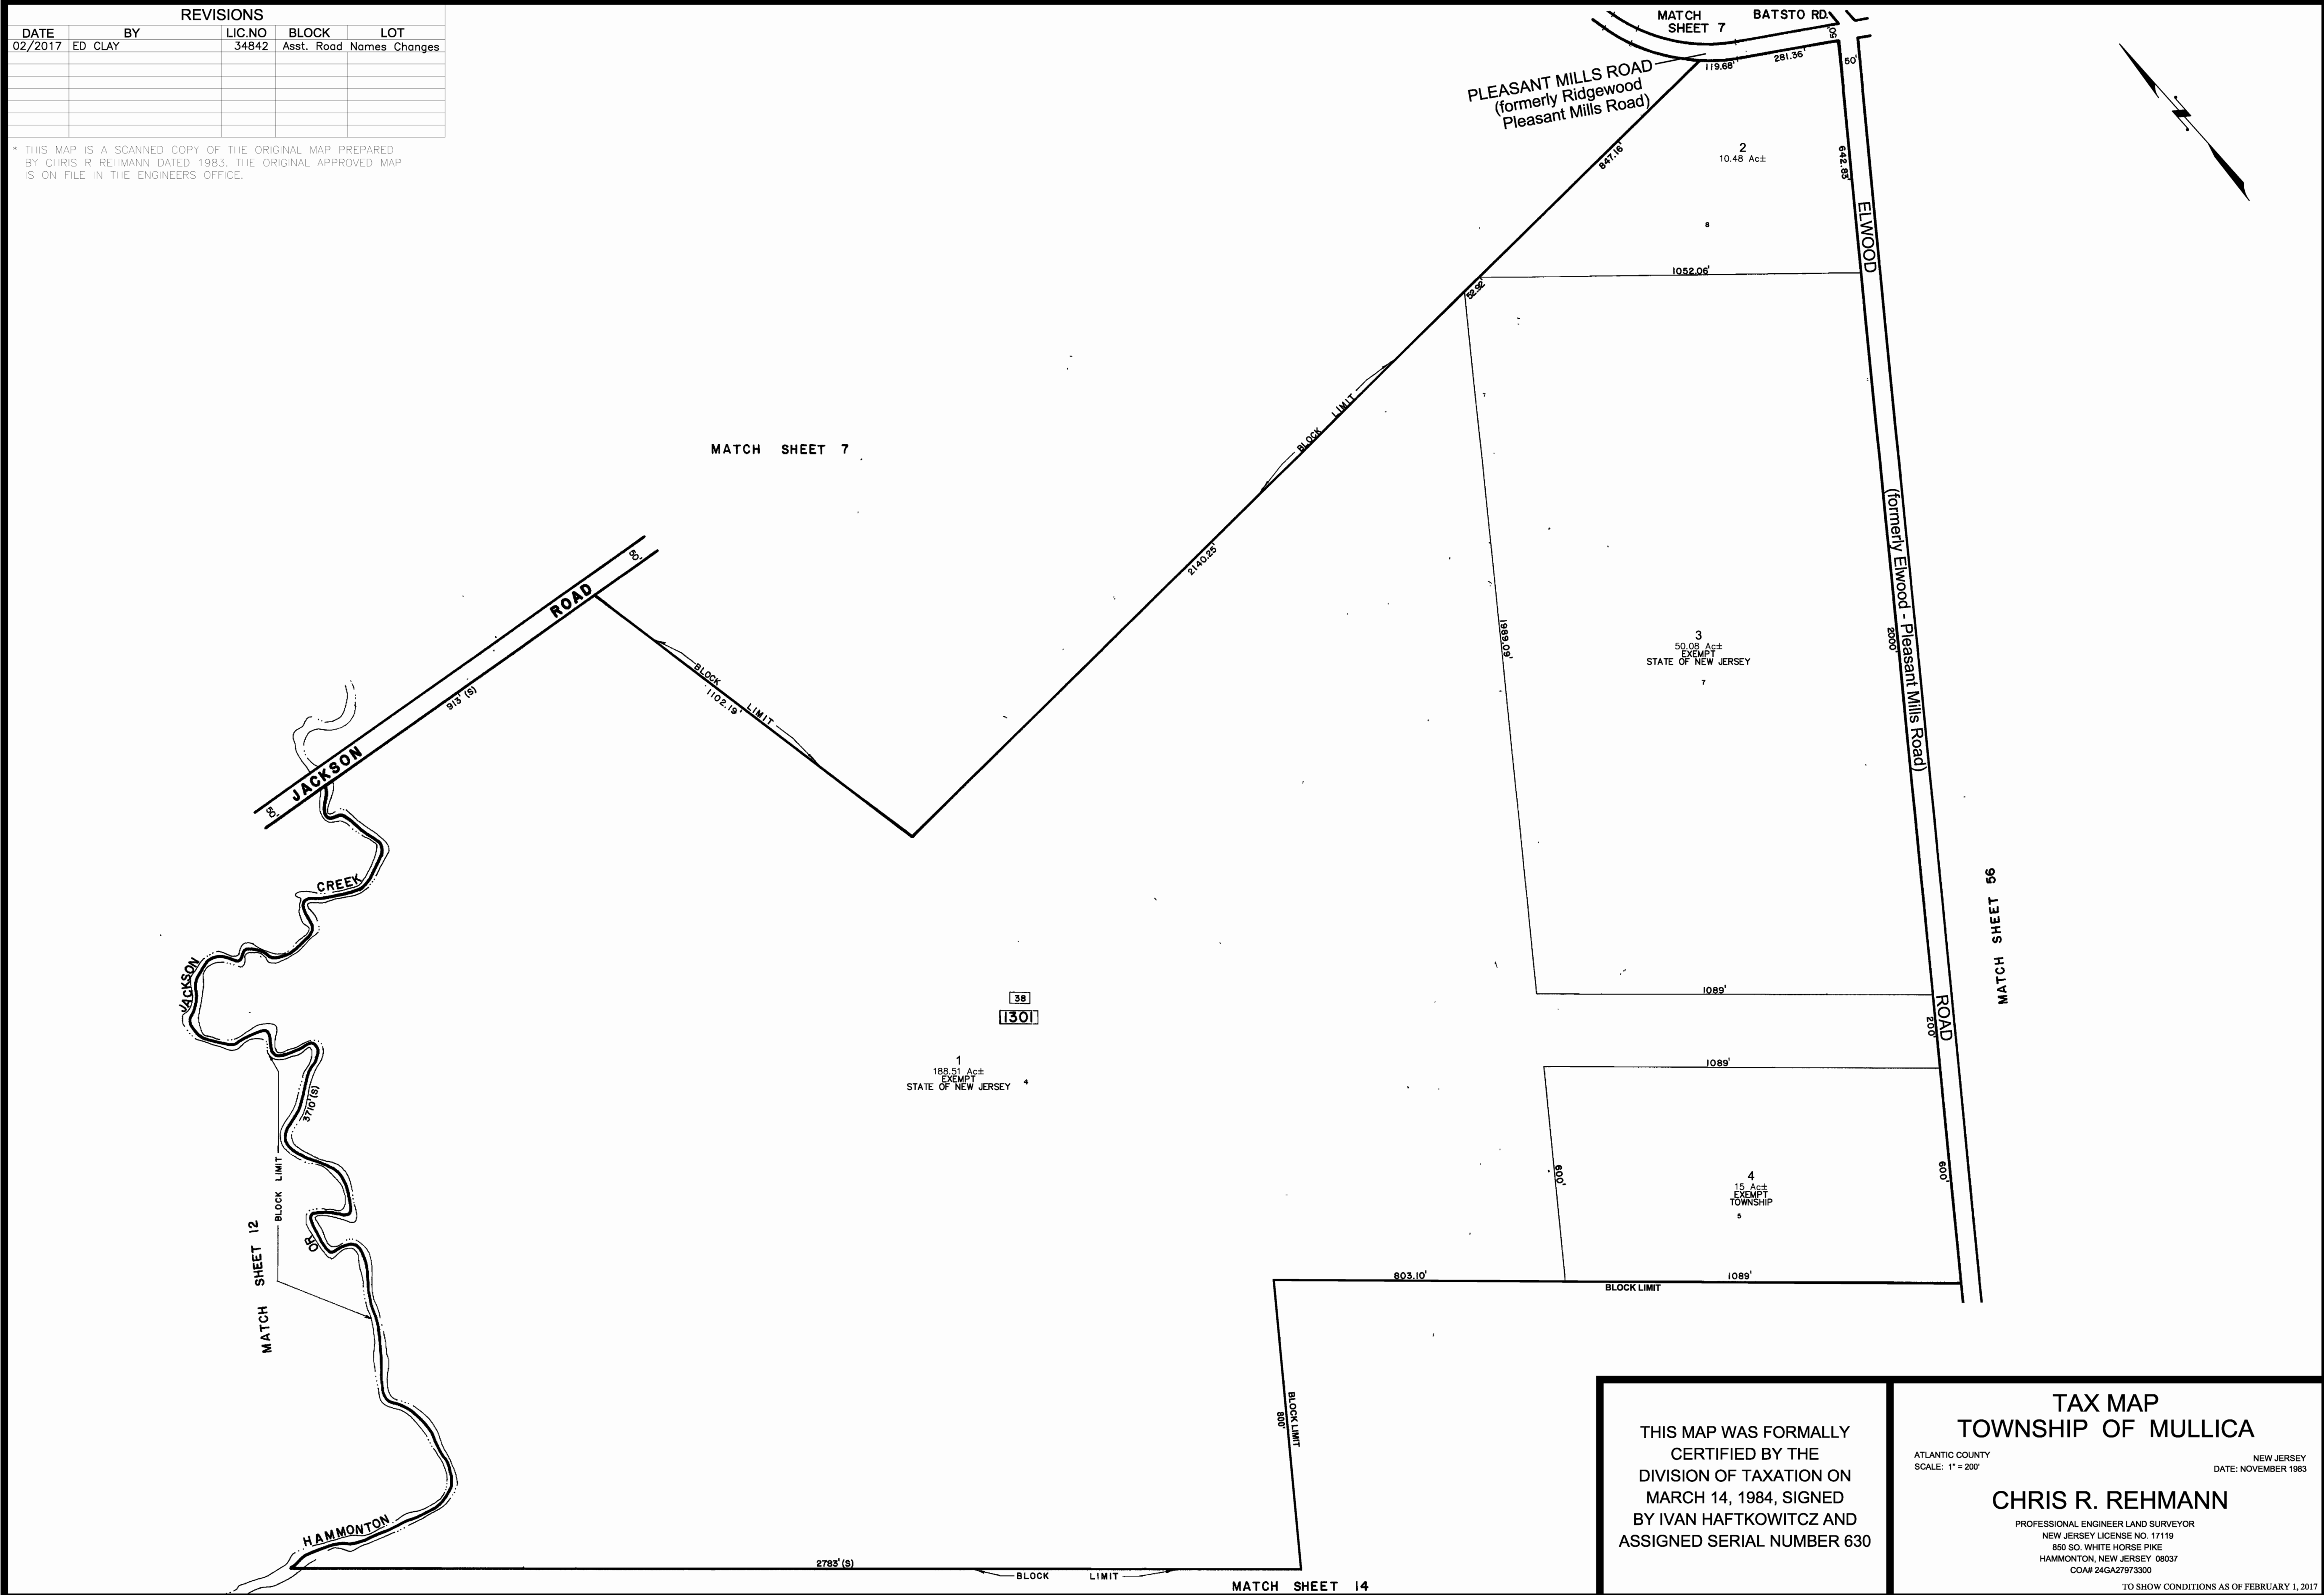 REVISIONS
DATE BY LIC.NO BLOCK LOT
02/2017 ED CLAY 34842 Asst. Road Names Changes
* THIS MAP IS A SCANNED COPY OF THE ORIGINAL MAP PREPARED
BY CHRIS R REHMANN DATED 1983. THE ORIGINAL APPROVED MAP
IS ON FILE IN THE ENGINEERS OFFICE.
MATCH
SHEET 7
BATSTO RD.
50'
50'
119.68'
281.36'
PLEASANT MILLS ROAD
(formerly Ridgewood
Pleasant Mills Road)
847.16'
2
10.48 Ac±
8
642.83'
ELWOOD
1052.06'
52.92'
BLOCK LIMIT
2140.25'
MATCH SHEET 7
50'
JACKSON ROAD
50'
913' (S)
BLOCK LIMIT
1102.19'
1989.09'
3
50.08 Ac±
EXEMPT
STATE OF NEW JERSEY
7
2000'
(formerly Elwood - Pleasant Mills Road)
CREEK
JACKSON
MATCH SHEET 56
1089'
ROAD
200'
1089'
38
1301
1
188.51 Ac±
EXEMPT
STATE OF NEW JERSEY
4
3710' (S)
BLOCK LIMIT
MATCH SHEET 12
OR
HAMMONTON
600'
4
15 Ac±
EXEMPT
TOWNSHIP
5
600'
803.10'
1089'
BLOCK LIMIT
BLOCK LIMIT
800'
2783' (S)
BLOCK LIMIT
MATCH SHEET 14
THIS MAP WAS FORMALLY
CERTIFIED BY THE
DIVISION OF TAXATION ON
MARCH 14, 1984, SIGNED
BY IVAN HAFTKOWITCZ AND
ASSIGNED SERIAL NUMBER 630
TAX MAP
TOWNSHIP OF MULLICA
ATLANTIC COUNTY
NEW JERSEY
SCALE: 1" = 200'
DATE: NOVEMBER 1983
CHRIS R. REHMANN
PROFESSIONAL ENGINEER LAND SURVEYOR
NEW JERSEY LICENSE NO. 17119
850 SO. WHITE HORSE PIKE
HAMMONTON, NEW JERSEY 08037
COA# 24GA27973300
TO SHOW CONDITIONS AS OF FEBRUARY 1, 2017